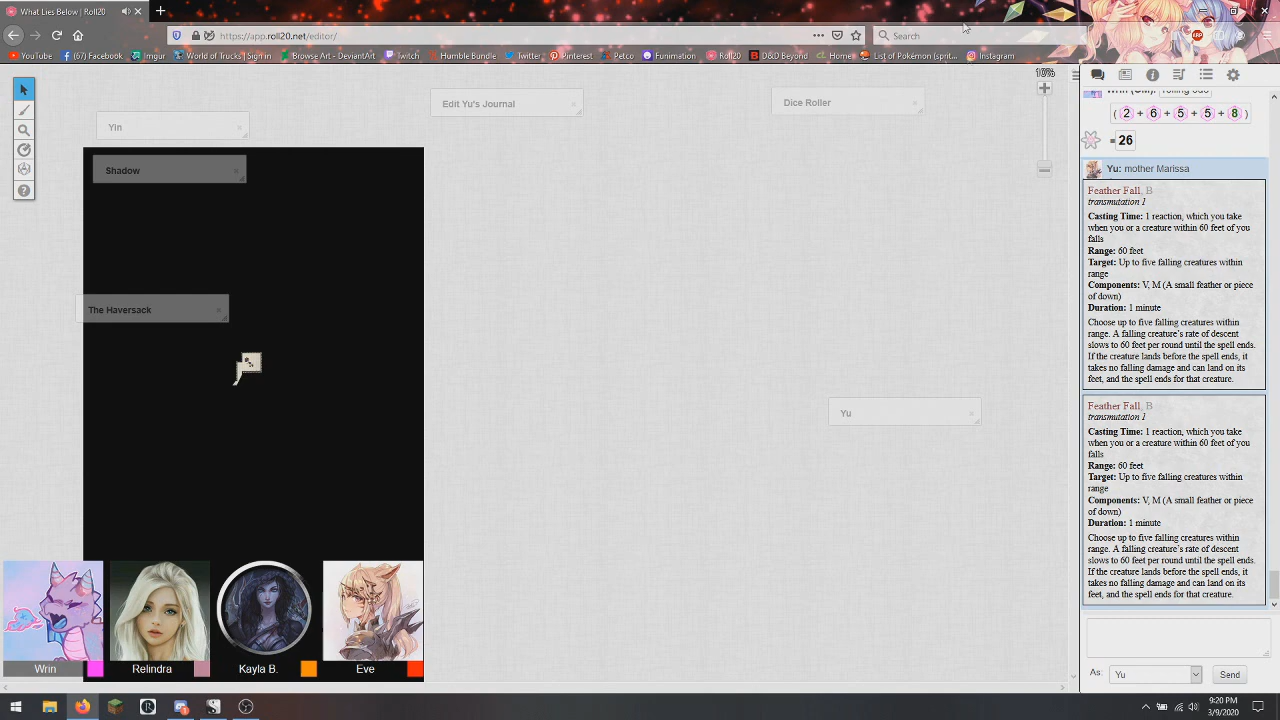 What Lies Below | Roll20
https://app.roll20.net/editor/
Search
YouTube
(67) Facebook
Imgur
World of Trucks | Sign in
Browse Art - DeviantArt
Twitch
Humble Bundle
Twitter
Pinterest
Petco
Funimation
Roll20
D&D Beyond
Home
List of Pokémon (sprit...
Instagram
10%
Yin
Edit Yu's Journal
Dice Roller
Shadow
The Haversack
Yu
( 2 + 6 + 5 + 5 + 8 )
= 26
Yu: mother Marissa
Feather Fall, B
transmutation 1
Casting Time: 1 reaction, which you take
when you or a creature within 60 feet of you
falls
Range: 60 feet
Target: Up to five falling creatures within
range
Components: V, M (A small feather or piece
of down)
Duration: 1 minute
Choose up to five falling creatures within
range. A falling creature's rate of descent
slows to 60 feet per round until the spell ends.
If the creature lands before the spell ends, it
takes no falling damage and can land on its
feet, and the spell ends for that creature.
Feather Fall, B
transmutation 1
Casting Time: 1 reaction, which you take
when you or a creature within 60 feet of you
falls
Range: 60 feet
Target: Up to five falling creatures within
range
Components: V, M (A small feather or piece
of down)
Duration: 1 minute
Choose up to five falling creatures within
range. A falling creature's rate of descent
slows to 60 feet per round until the spell ends.
If the creature lands before the spell ends, it
takes no falling damage and can land on its
feet, and the spell ends for that creature.
Wrin
Relindra
Kayla B.
Eve
As:
Yu
Send
9:20 PM
3/9/2020